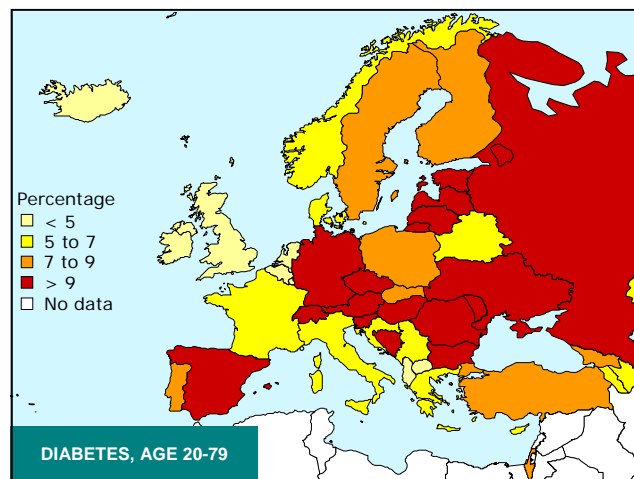 Percentage
< 5
5 to 7
7 to 9
> 9
No data
DIABETES, AGE 20-79